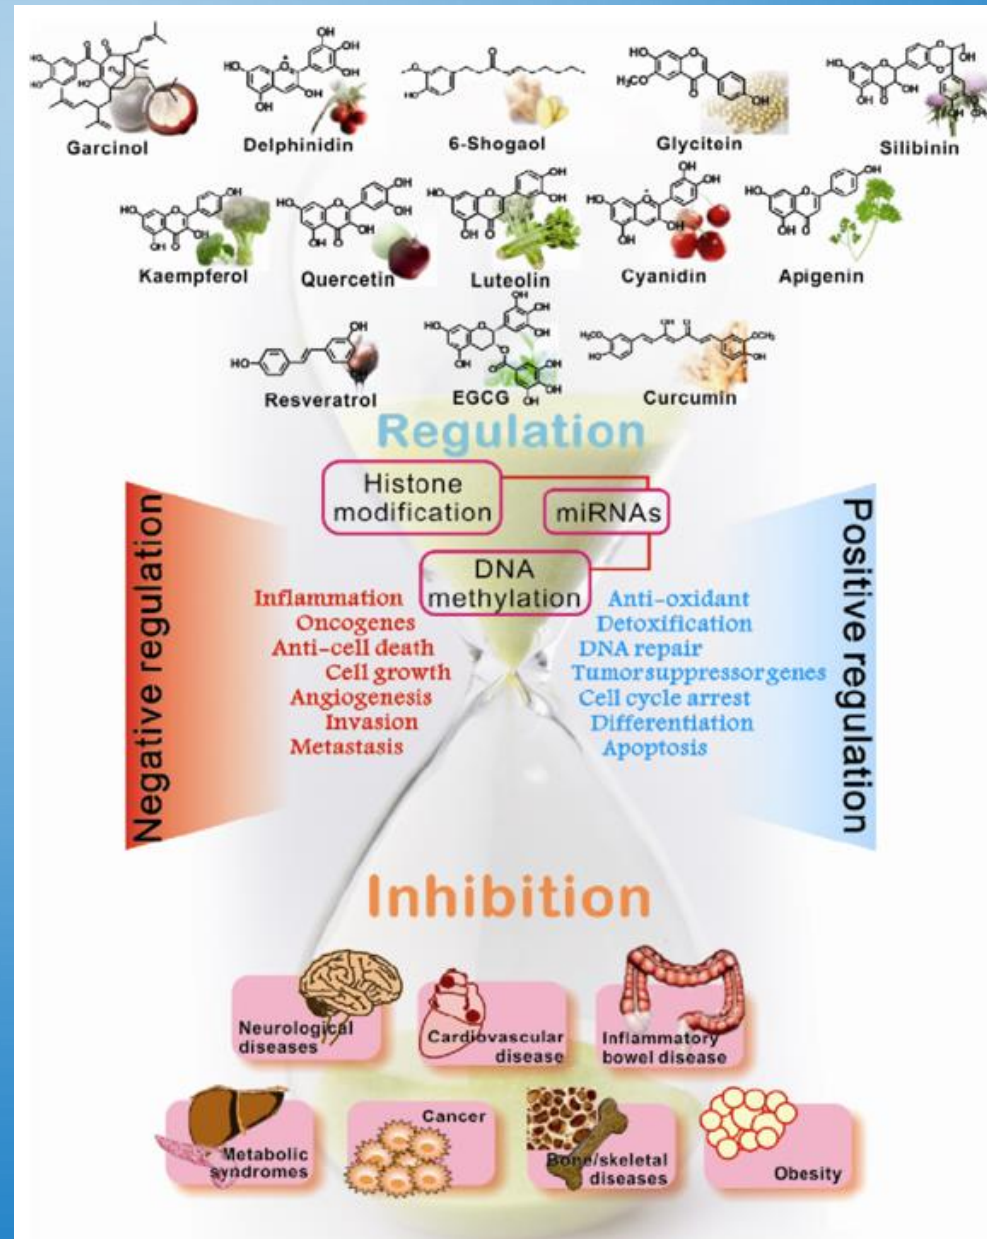 Garcinol
Delphinidin
6-Shogaol
Glycitein
Silibinin
Kaempferol
Quercetin
Luteolin
Cyanidin
Apigenin
Resveratrol
EGCG
Curcumin
Regulation
Histone
modification
miRNAs
DNA
methylation
Negative regulation
Inflammation
Oncogenes
Anti-cell death
Cell growth
Angiogenesis
Invasion
Metastasis
Anti-oxidant
Detoxification
DNA repair
Tumorsuppressorgenes
Cell cycle arrest
Differentiation
Apoptosis
Positive regulation
Inhibition
Neurological
diseases
Cardiovascular
disease
Inflammatory
bowel disease
Metabolic
syndromes
Cancer
Bone/skeletal
diseases
Obesity